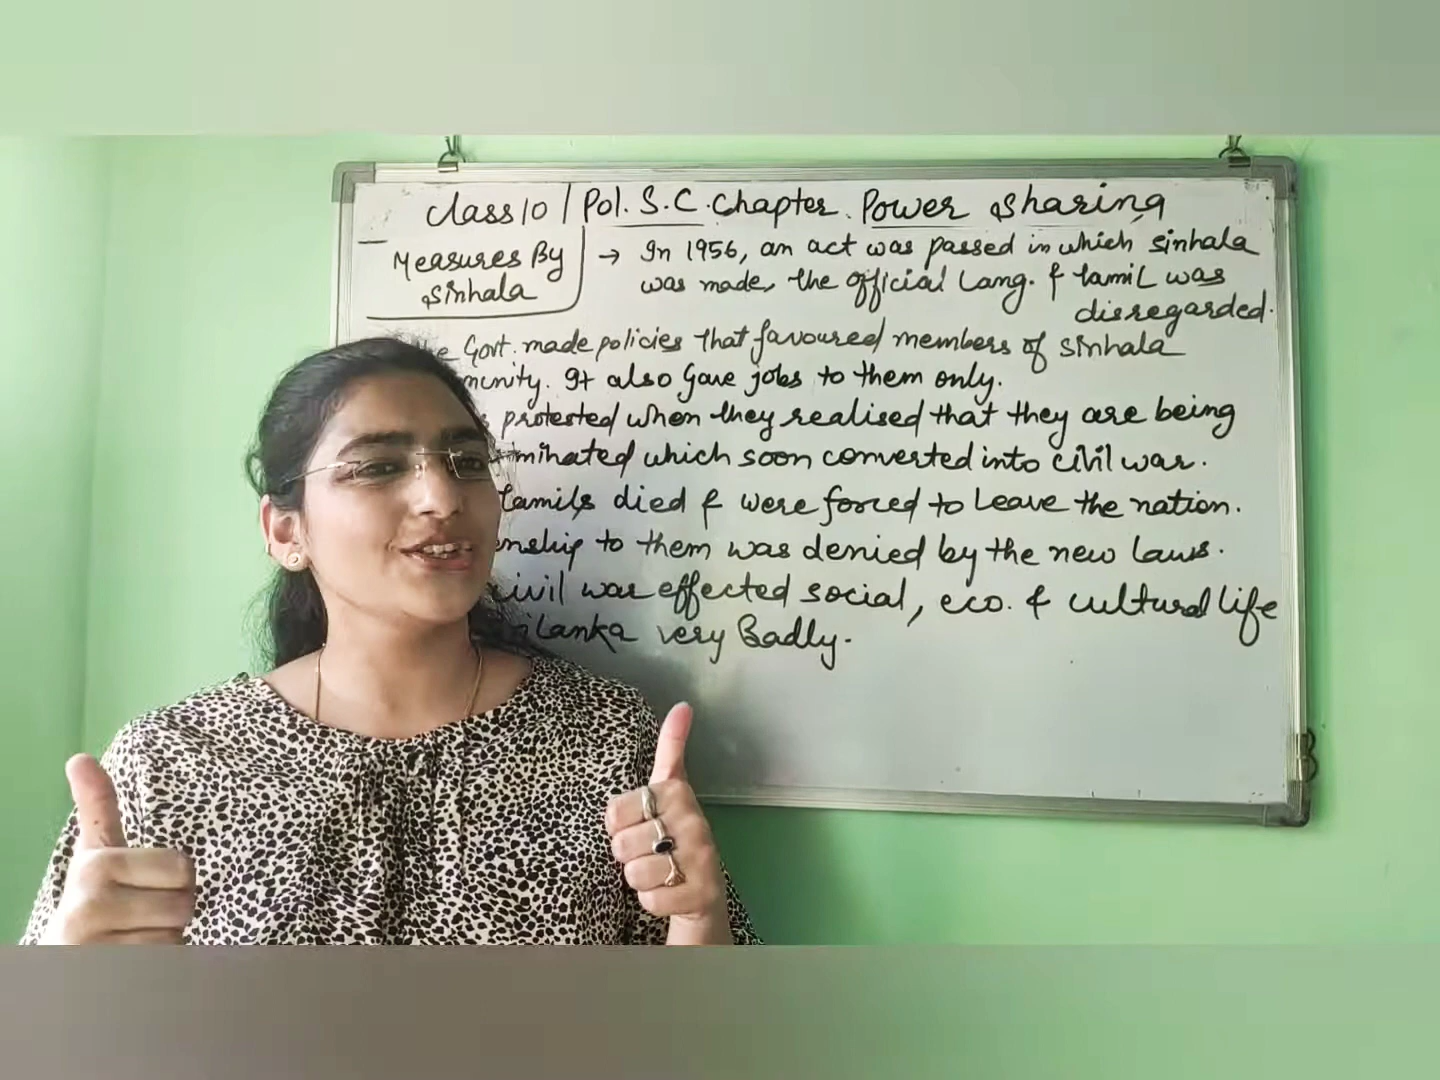 Class 10 / Pol. S.C. Chapter. Power Sharing
Measures By
Sinhala
→ In 1956, an act was passed in which Sinhala
was made, the official Lang. & Tamil was
disregarded.
Govt. made policies that favoured members of Sinhala
munity. It also Gave jobs to them only.
protested when they realised that they are being
minated which soon converted into civil war.
Tamils died & were forced to leave the nation.
enship to them was denied by the new laws.
civil war effected social, eco. & cultural life
ilanka very Badly.